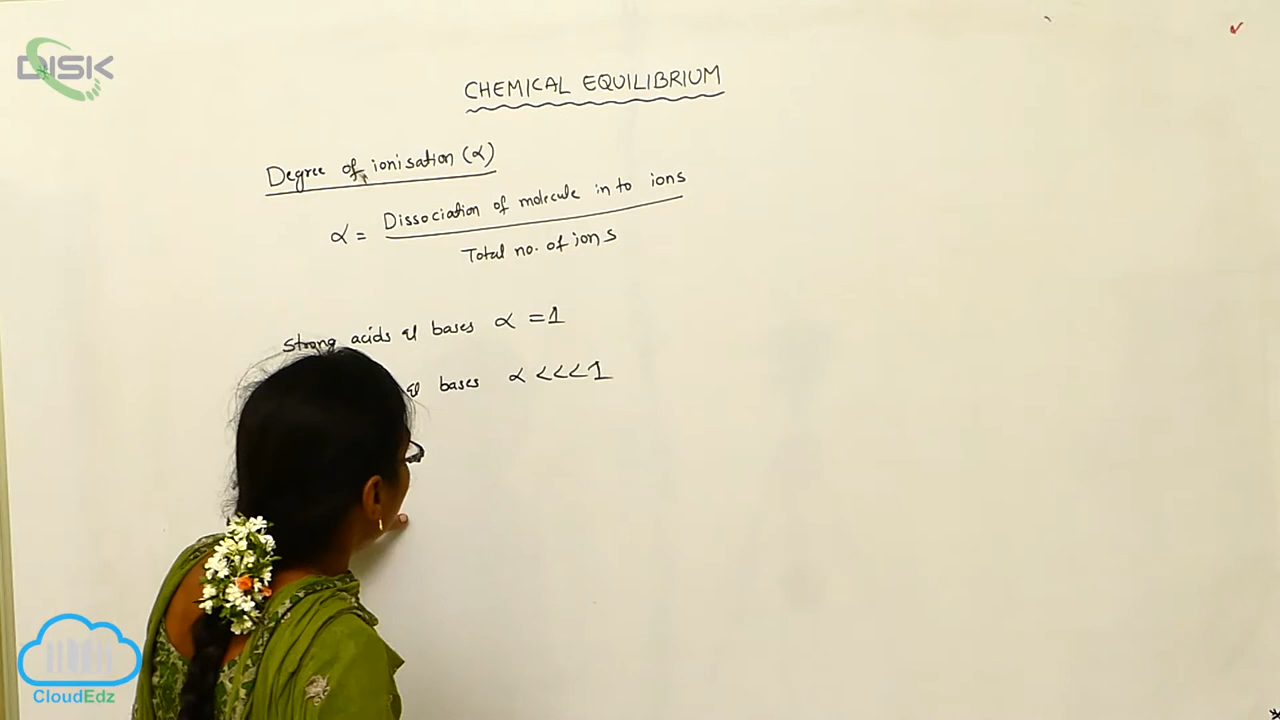 DISK
CHEMICAL EQUILIBRIUM
Degree of ionisation (α)
α = Dissociation of molecule in to ions
Total no. of ions
Strong acids & bases α = 1
& bases α <<< 1
CloudEdz